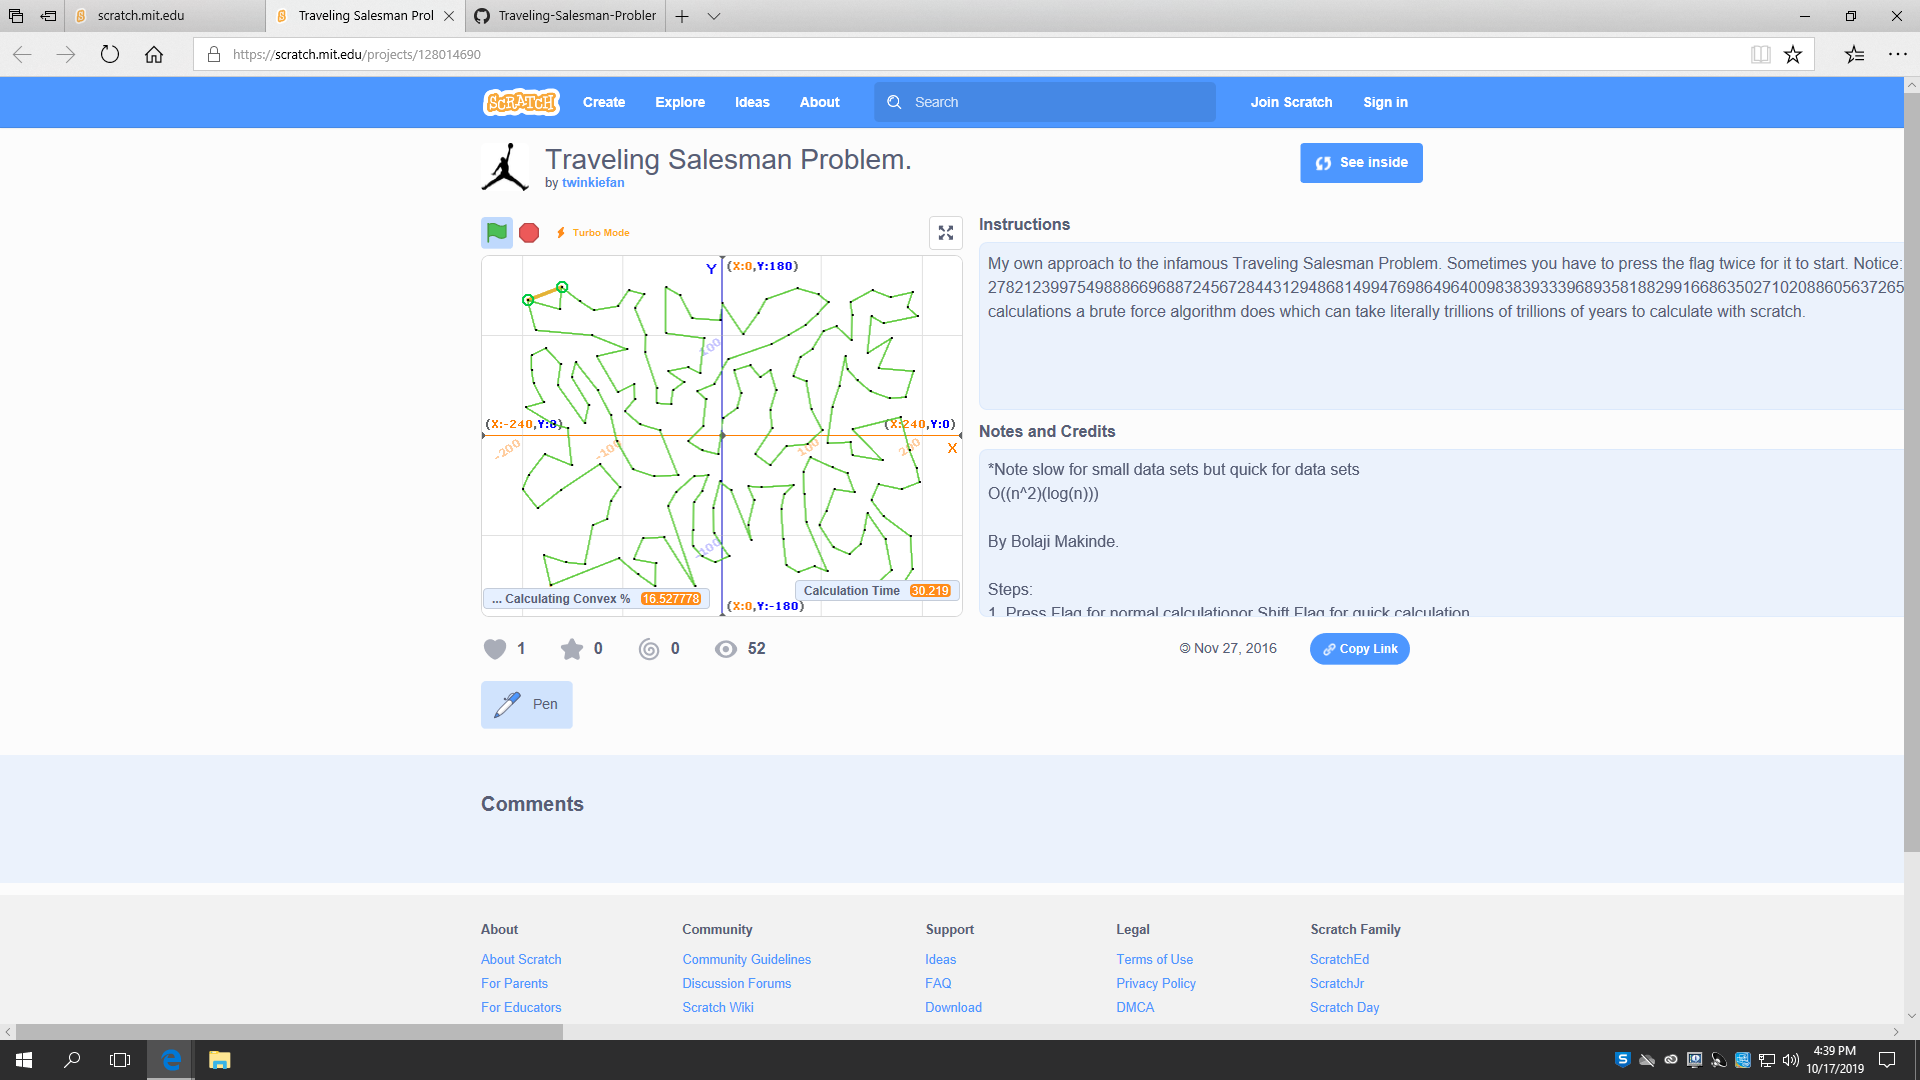 scratch.mit.edu
Traveling Salesman Prol
Traveling-Salesman-Probler
https://scratch.mit.edu/projects/128014690
SCRATCH
Create
Explore
Ideas
About
Search
Join Scratch
Sign in
Traveling Salesman Problem.
by twinkiefan
See inside
Turbo Mode
Y
(X:0,Y:180)
100
(X:-240,Y:0)
(X:240,Y:0)
-200
-100
100
200
X
-100
... Calculating Convex % 16.527778
Calculation Time 30.219
(X:0,Y:-180)
Instructions
My own approach to the infamous Traveling Salesman Problem. Sometimes you have to press the flag twice for it to start. Notice:
calculations a brute force algorithm does which can take literally trillions of trillions of years to calculate with scratch.
Notes and Credits
*Note slow for small data sets but quick for data sets
O((n^2)(log(n)))
By Bolaji Makinde.
Steps:
1. Press Flag for normal calculationor Shift Flag for quick calculation
1
0
0
52
Nov 27, 2016
Copy Link
Pen
Comments
About
Community
Support
Legal
Scratch Family
About Scratch
Community Guidelines
Ideas
Terms of Use
ScratchEd
For Parents
Discussion Forums
FAQ
Privacy Policy
ScratchJr
For Educators
Scratch Wiki
Download
DMCA
Scratch Day
4:39 PM
10/17/2019